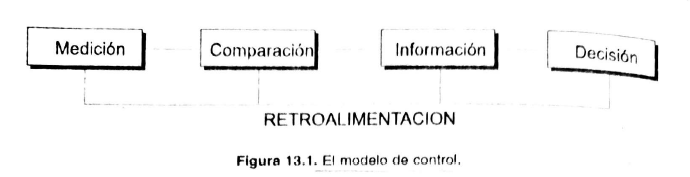 Medición Comparación Información Decisión
RETROALIMENTACION
Figura 13.1. El modelo de control.